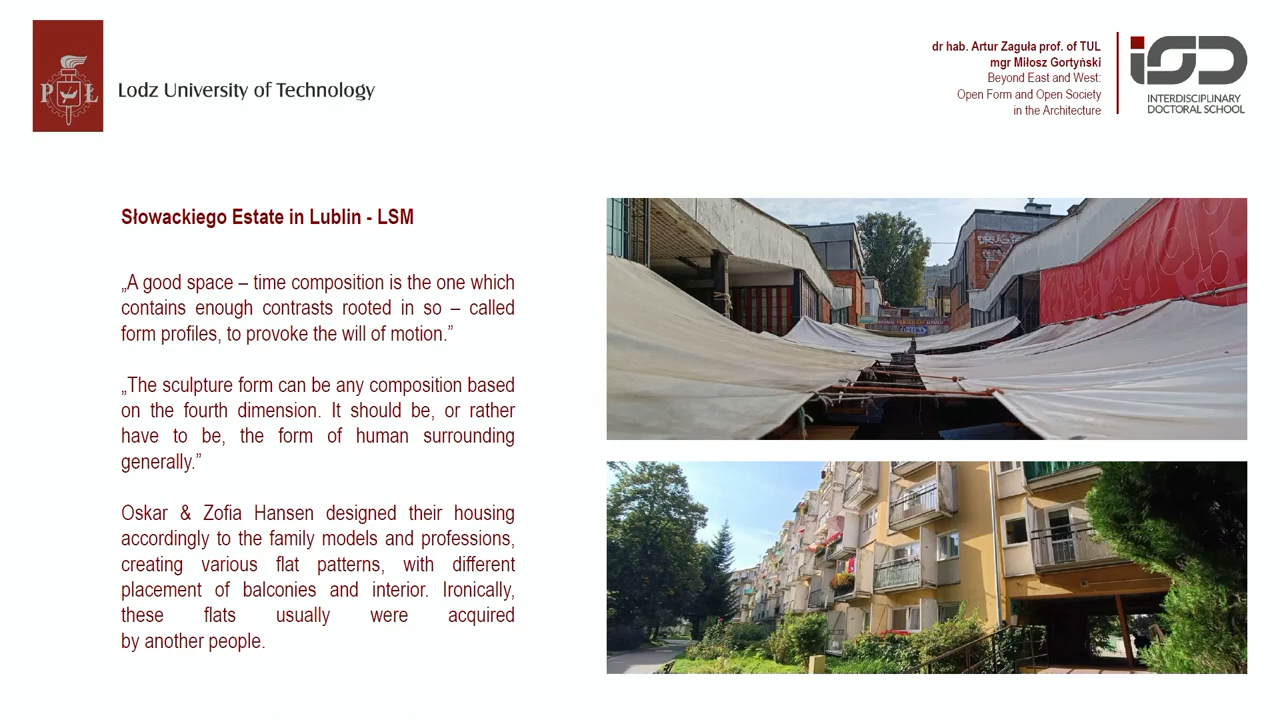 P Ł
Lodz University of Technology
dr hab. Artur Zaguła prof. of TUL
mgr Miłosz Gortyński
Beyond East and West:
Open Form and Open Society
in the Architecture
ISD
INTERDISCIPLINARY
DOCTORAL SCHOOL
Słowackiego Estate in Lublin - LSM
„A good space – time composition is the one which
contains enough contrasts rooted in so – called
form profiles, to provoke the will of motion.”
„The sculpture form can be any composition based
on the fourth dimension. It should be, or rather
have to be, the form of human surrounding
generally.”
Oskar & Zofia Hansen designed their housing
accordingly to the family models and professions,
creating various flat patterns, with different
placement of balconies and interior. Ironically,
these flats usually were acquired
by another people.